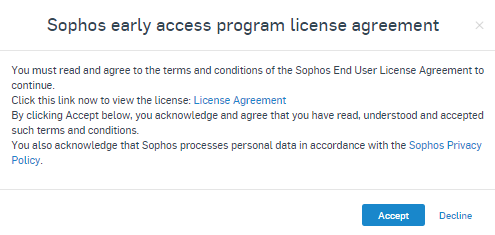 Sophos early access program license agreement
×
You must read and agree to the terms and conditions of the Sophos End User License Agreement to
continue.
Click this link now to view the license: License Agreement
By clicking Accept below, you acknowledge and agree that you have read, understood and accepted
such terms and conditions.
You also acknowledge that Sophos processes personal data in accordance with the Sophos Privacy
Policy.
Accept Decline